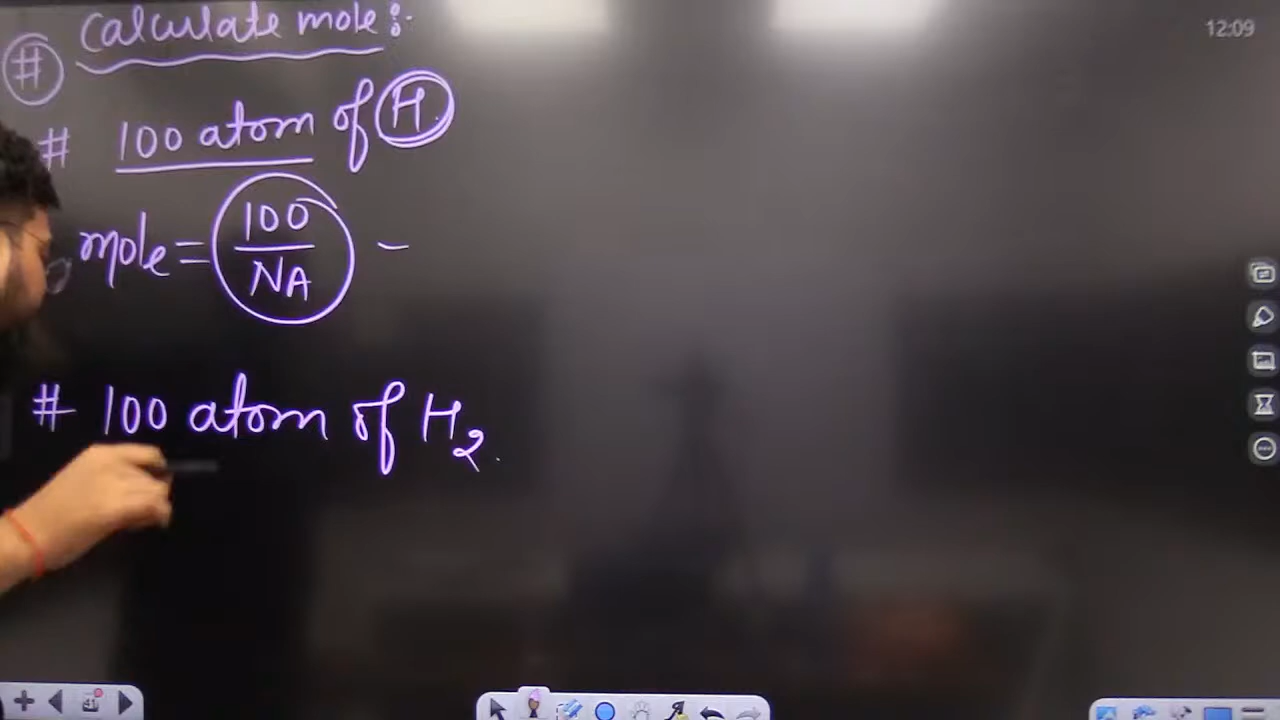 12:09
# Calculate mole :-
# 100 atom of H
mole = 100/NA -
# 100 atom of H₂